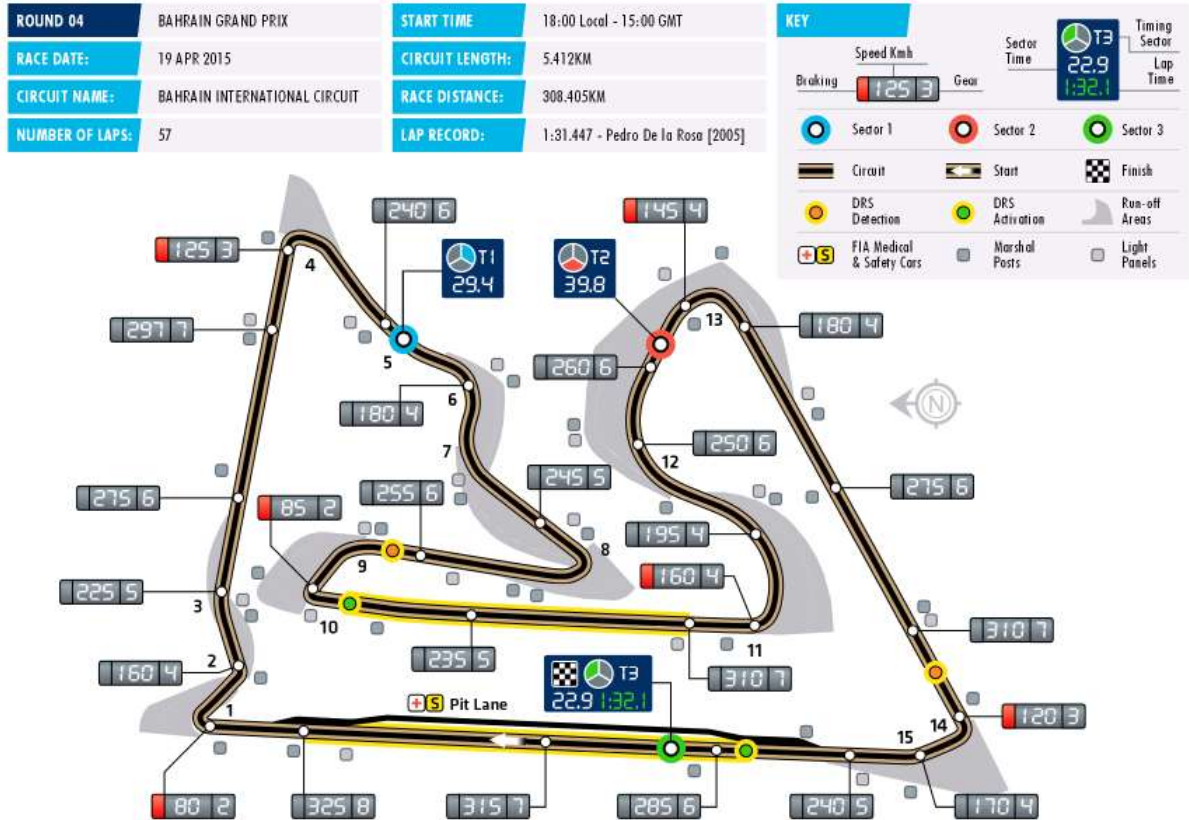 ROUND 04 BAHRAIN GRAND PRIX
RACE DATE: 19 APR 2015
CIRCUIT NAME: BAHRAIN INTERNATIONAL CIRCUIT
NUMBER OF LAPS: 57
START TIME 18:00 Local - 15:00 GMT
CIRCUIT LENGTH: 5.412KM
RACE DISTANCE: 308.405KM
LAP RECORD: 1:31.447 - Pedro De la Rosa [2005]
KEY
Speed Kmh
Braking 125 3 Gear
Sector Time
T3
22.9
1:32.1
Timing Sector
Lap Time
Sector 1 Sector 2 Sector 3
Circuit Start Finish
DRS Detection
DRS Activation
Run-off Areas
S FIA Medical & Safety Cars
Marshal Posts
Light Panels
240 6
145 4
125 3
4
T1
29.4
T2
39.8
13
297 7
180 4
5
260 6
6
180 4
7
12
250 6
245 5
275 6
255 6
275 6
85 2
195 4
9
8
160 4
225 5
3
10
11
310 7
235 5
2
160 4
T3
22.9 1:32.1
310 7
S Pit Lane
1
14
120 3
15
80 2
325 8
315 7
285 6
240 5
170 4
N